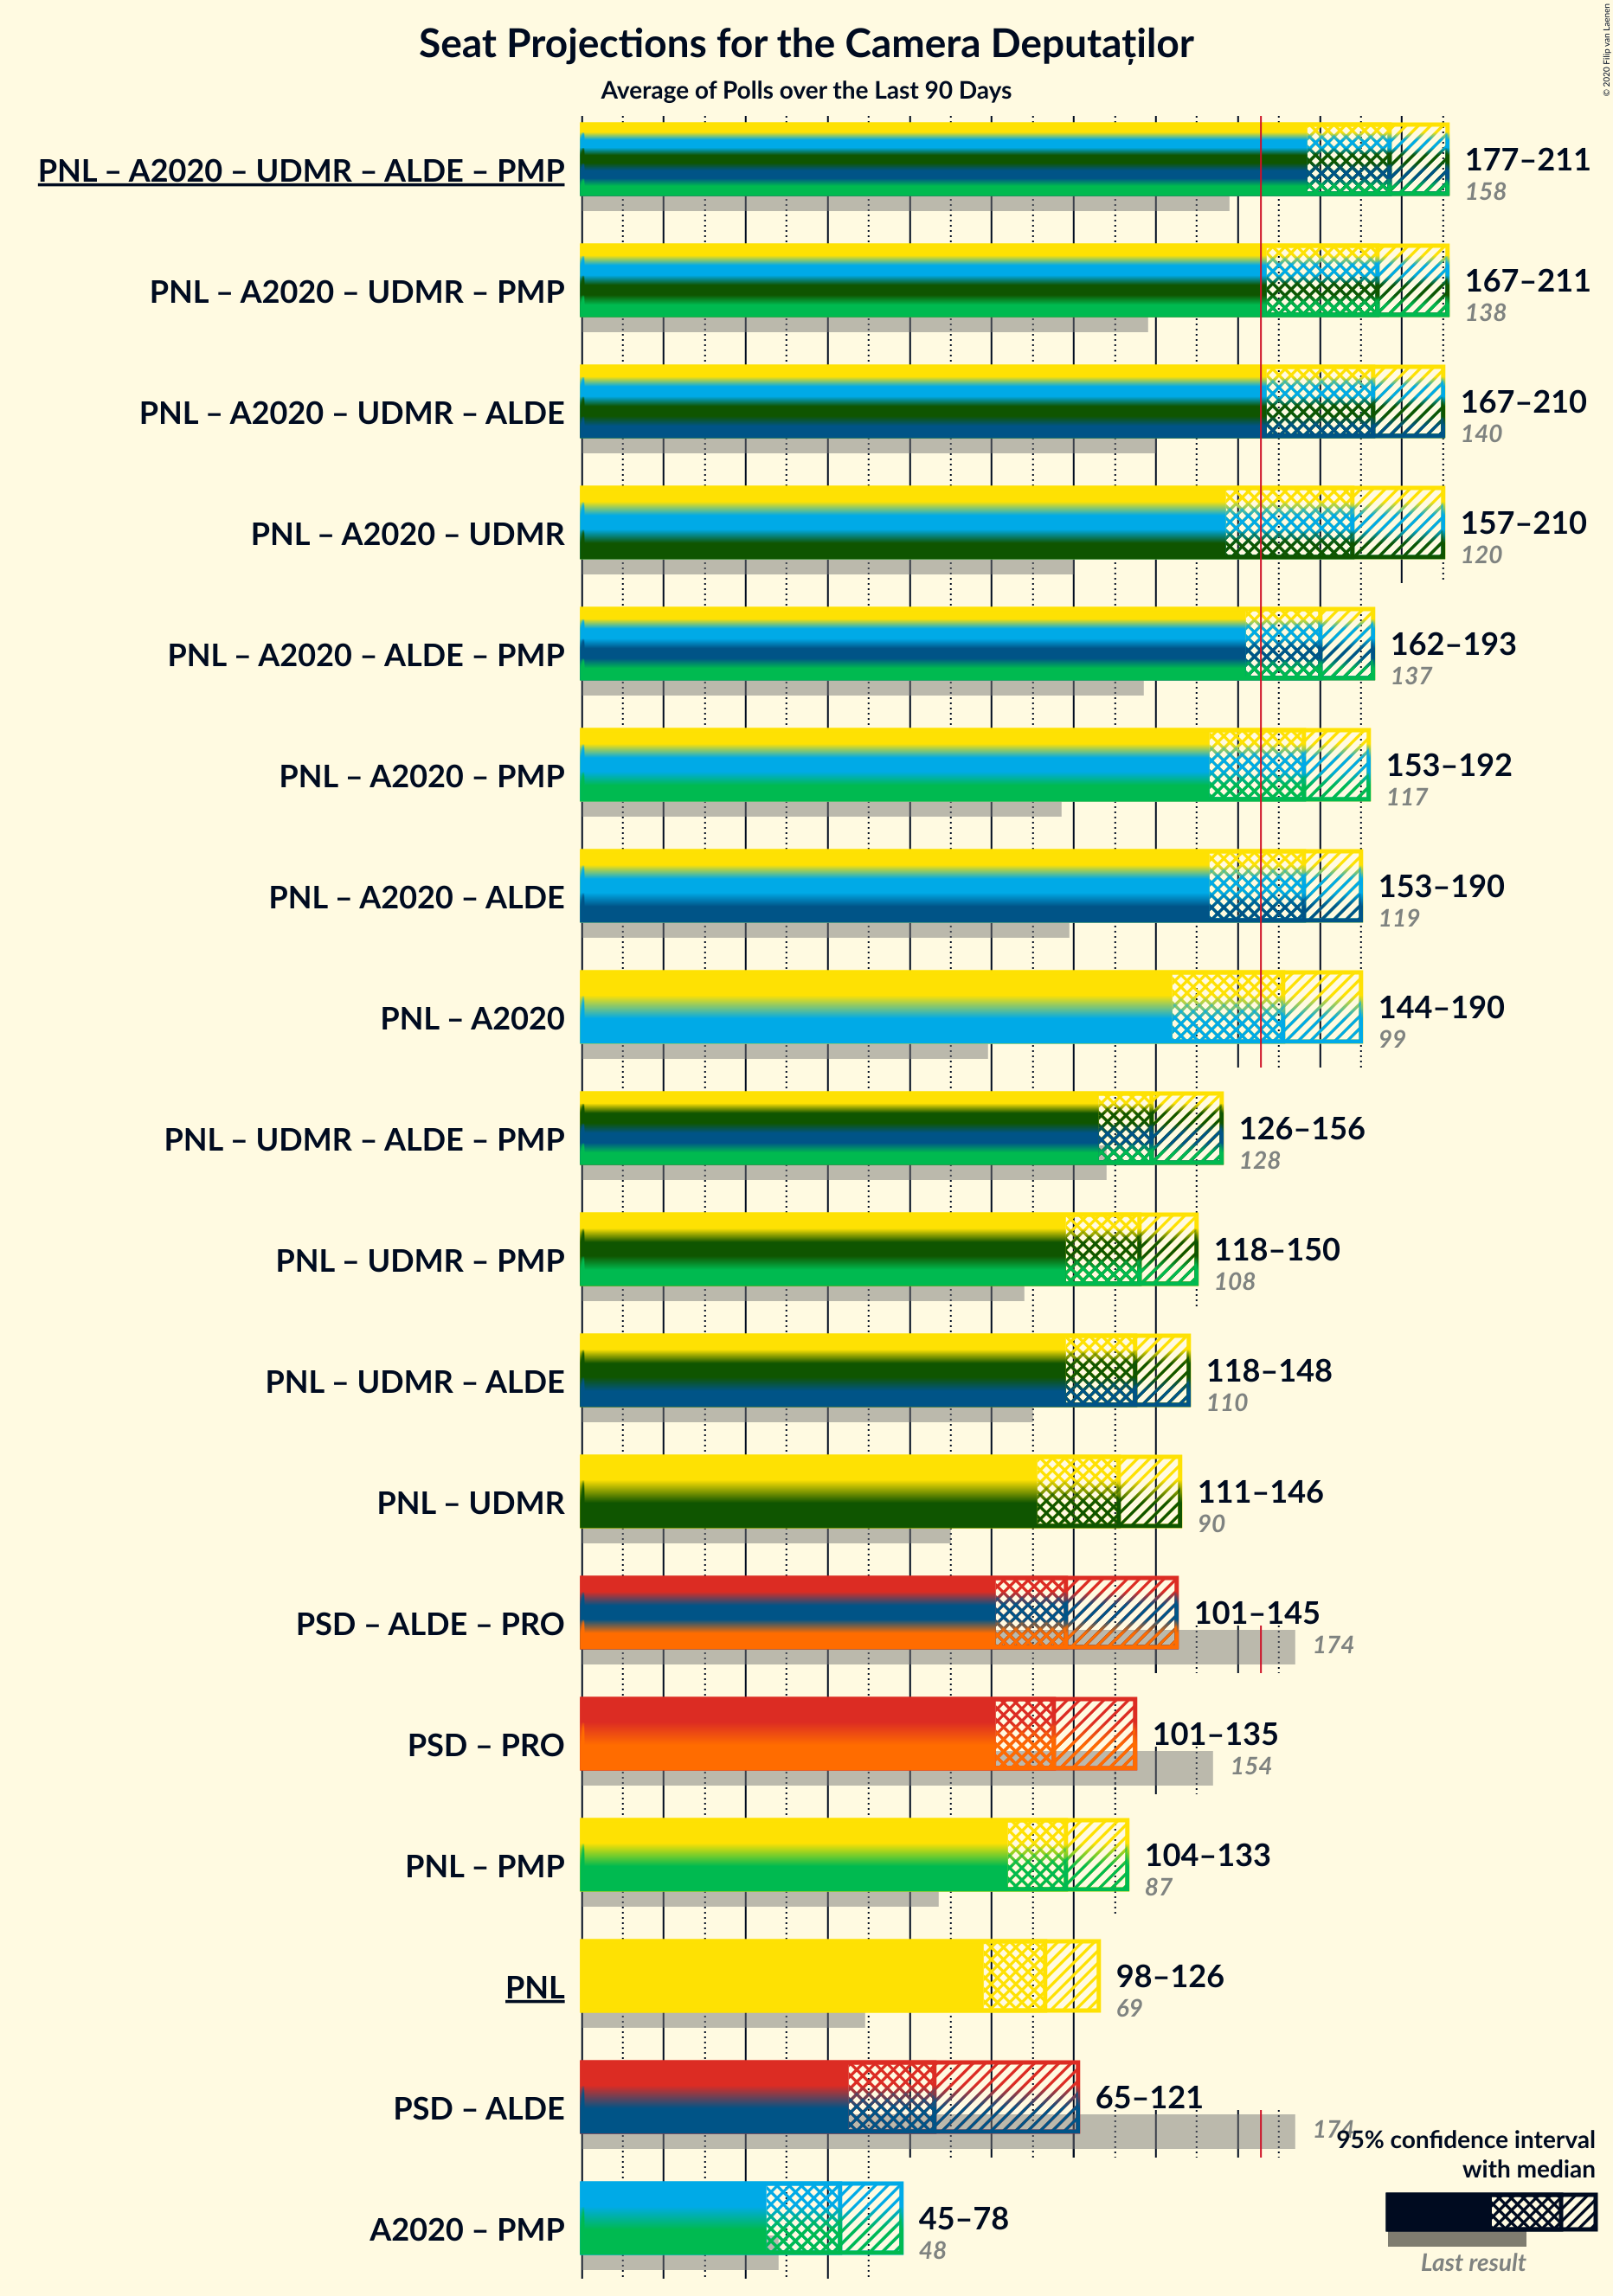 © 2020 Filip van Laenen
Seat Projections for the Camera Deputaților
Average of Polls over the Last 90 Days
PNL – A2020 – UDMR – ALDE – PMP
177–211
158
PNL – A2020 – UDMR – PMP
167–211
138
PNL – A2020 – UDMR – ALDE
167–210
140
PNL – A2020 – UDMR
157–210
120
PNL – A2020 – ALDE – PMP
162–193
137
PNL – A2020 – PMP
153–192
117
PNL – A2020 – ALDE
153–190
119
PNL – A2020
144–190
99
PNL – UDMR – ALDE – PMP
126–156
128
PNL – UDMR – PMP
118–150
108
PNL – UDMR – ALDE
118–148
110
PNL – UDMR
111–146
90
PSD – ALDE – PRO
101–145
174
PSD – PRO
101–135
154
PNL – PMP
104–133
87
PNL
98–126
69
PSD – ALDE
65–121
174
A2020 – PMP
45–78
48
95% confidence interval
with median
Last result